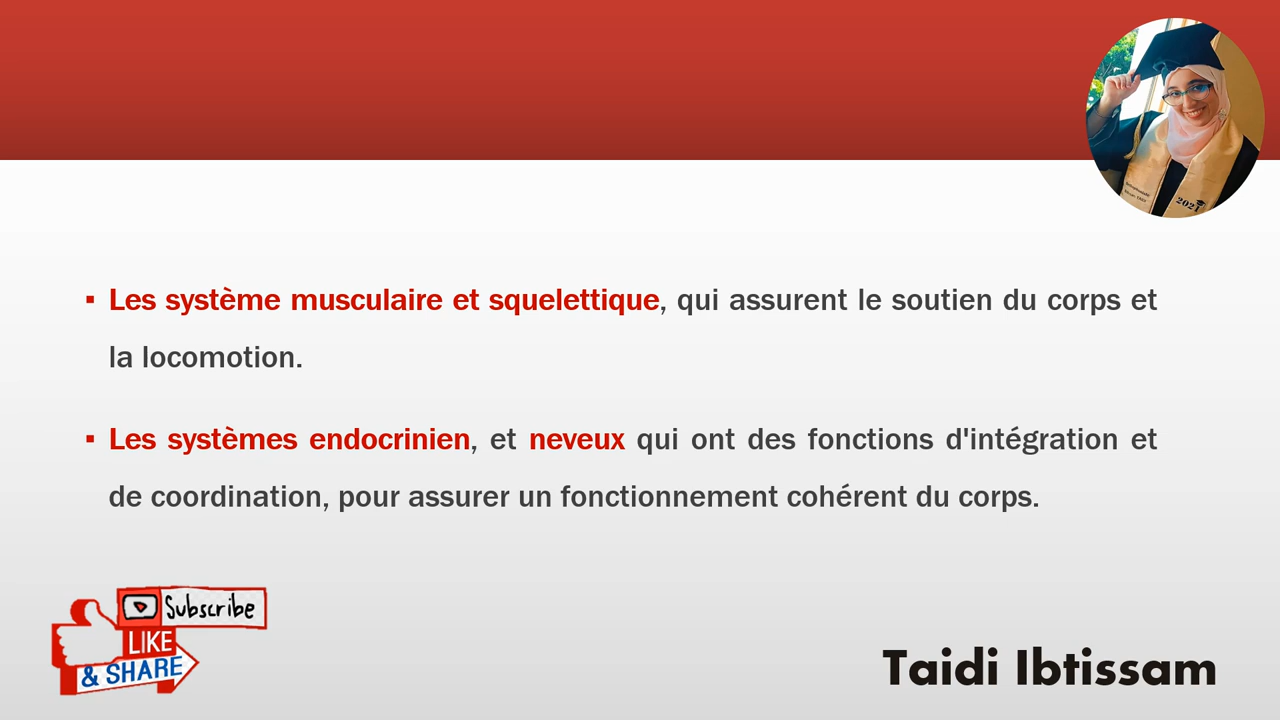 2021
▪ Les système musculaire et squelettique, qui assurent le soutien du corps et
la locomotion.
▪ Les systèmes endocrinien, et neveux qui ont des fonctions d'intégration et
de coordination, pour assurer un fonctionnement cohérent du corps.
Subscribe
LIKE
& SHARE
Taidi Ibtissam